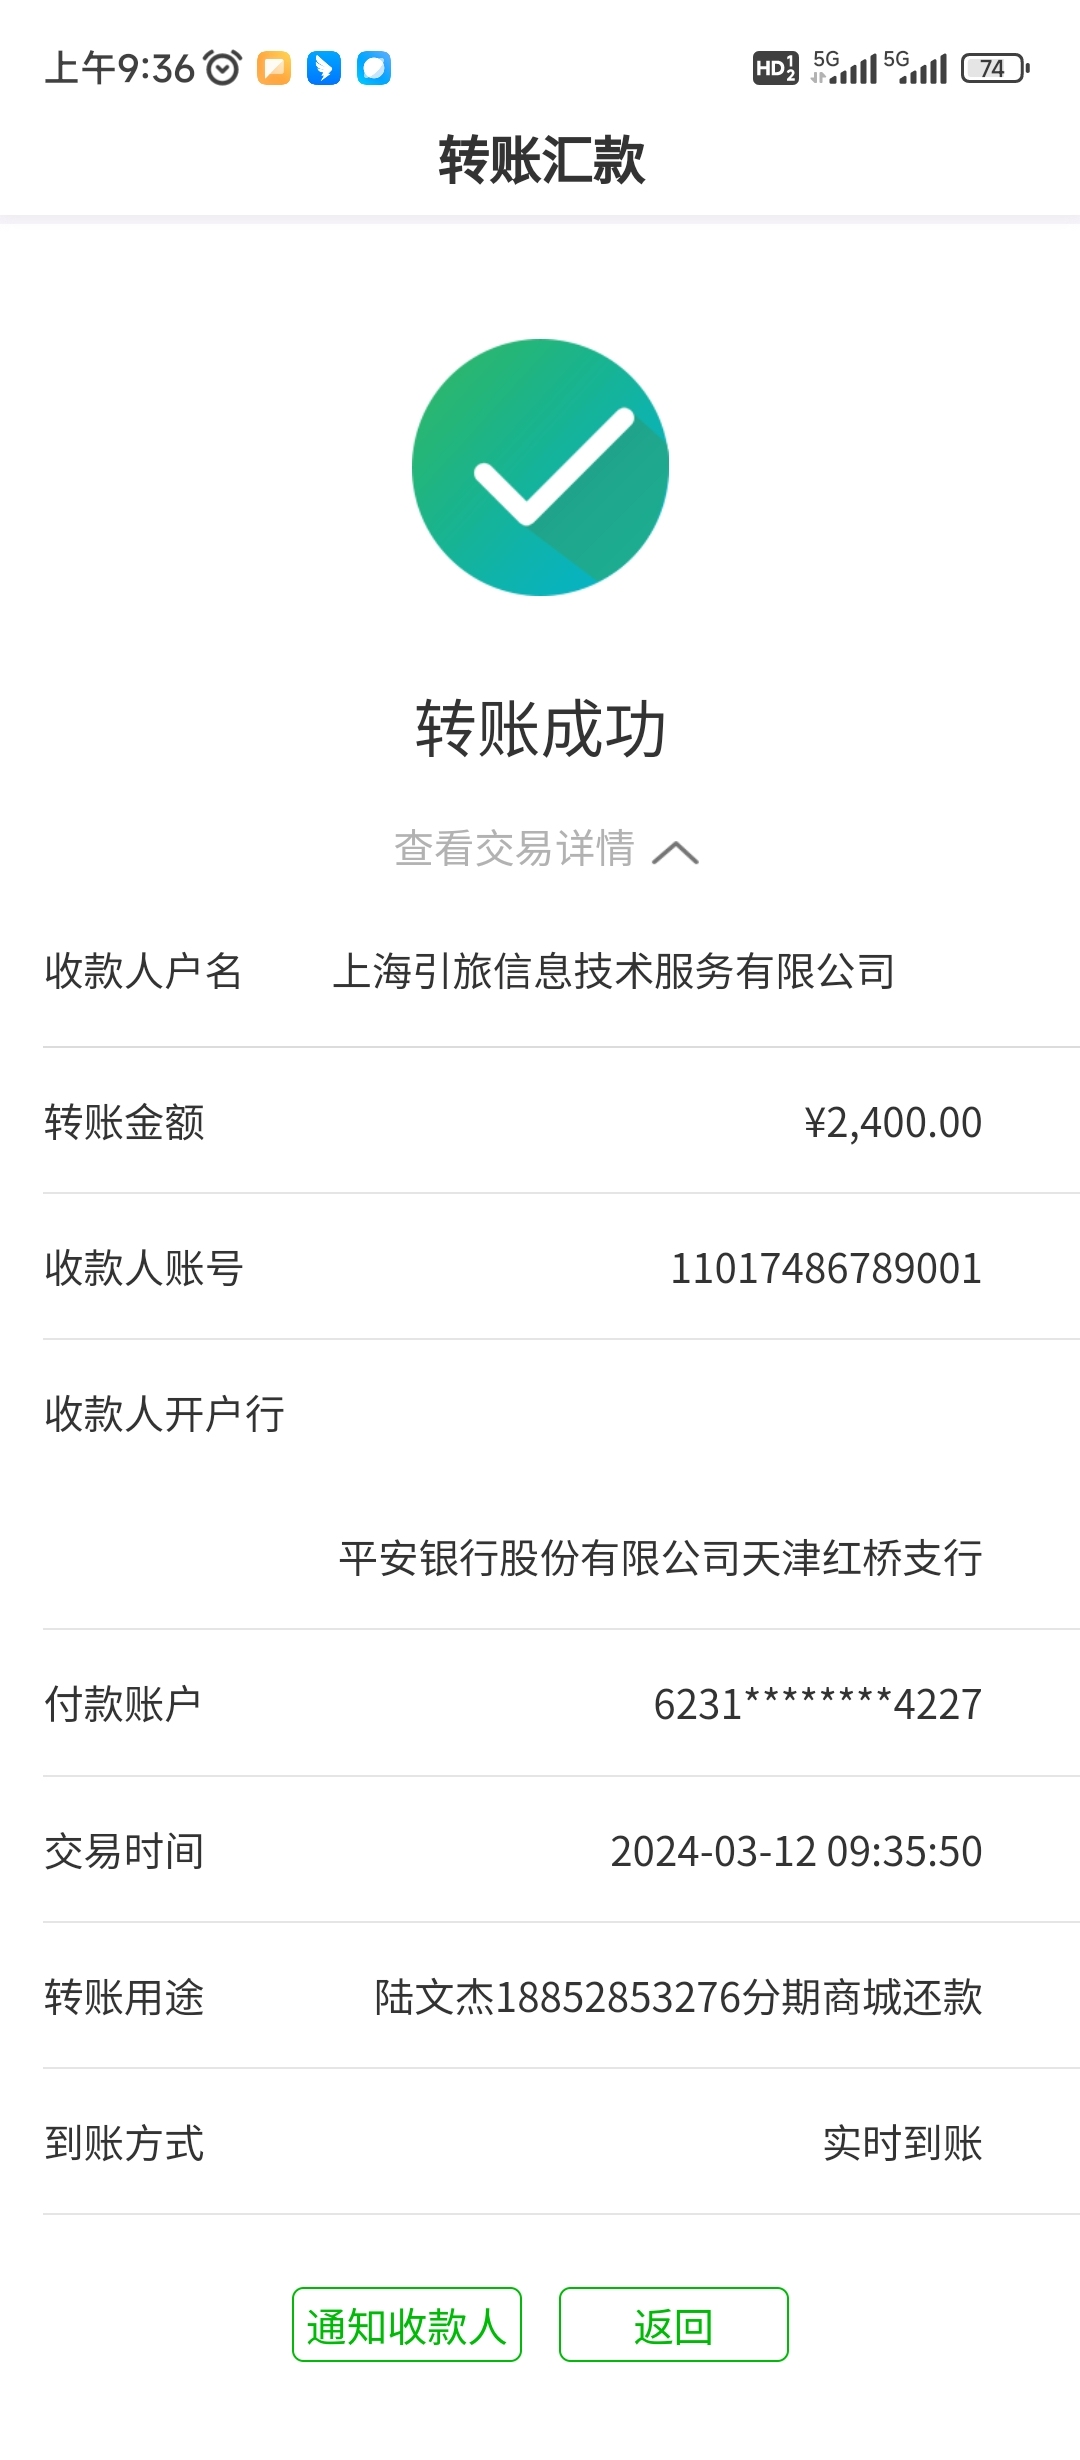 上午9:36
HD 1 2 5G 5G 74
转账汇款
转账成功
查看交易详情
收款人户名 上海引旅信息技术服务有限公司
转账金额 ¥2,400.00
收款人账号 11017486789001
收款人开户行
平安银行股份有限公司天津红桥支行
付款账户 6231********4227
交易时间 2024-03-12 09:35:50
转账用途 陆文杰18852853276分期商城还款
到账方式 实时到账
通知收款人 返回